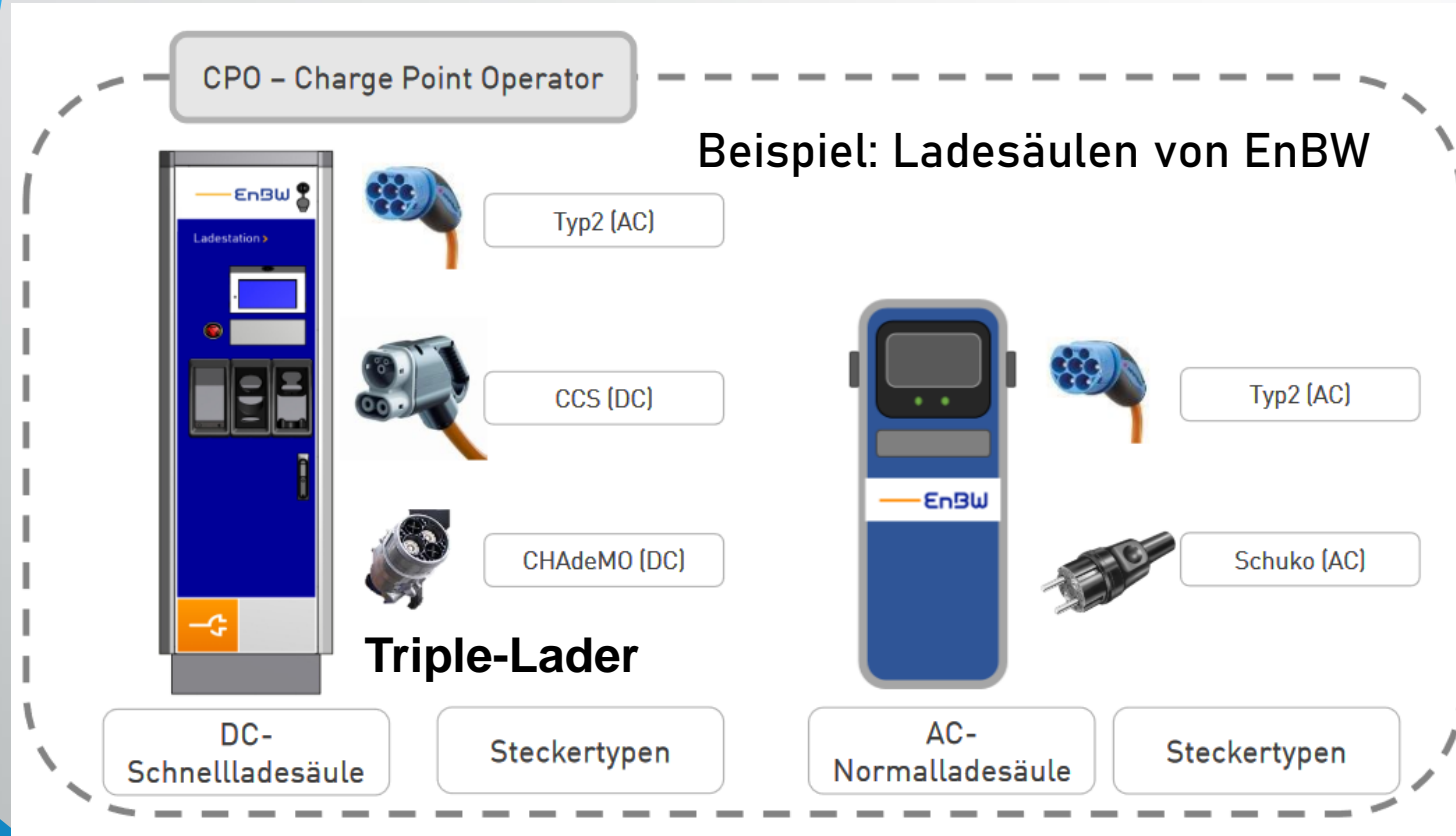 CPO – Charge Point Operator
Beispiel: Ladesäulen von EnBW
EnBW
Ladestation >
Typ2 (AC)
CCS (DC)
CHAdeMO (DC)
Triple-Lader
DC-
Schnellladesäule
Steckertypen
EnBW
Typ2 (AC)
Schuko (AC)
AC-
Normalladesäule
Steckertypen